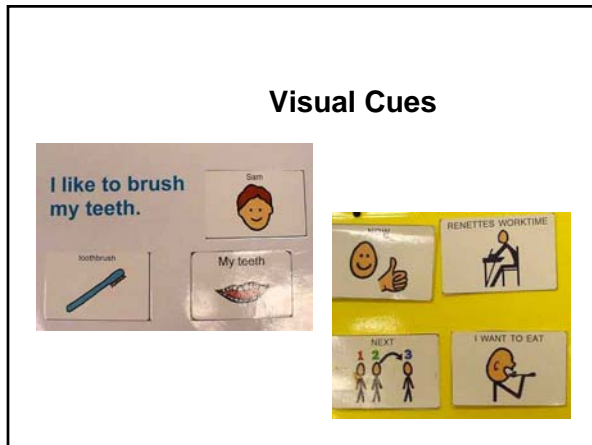 Visual Cues
I like to brush
my teeth.
Sam
toothbrush
My teeth
NOW
RENETTES WORKTIME
NEXT
1 2 3
I WANT TO EAT